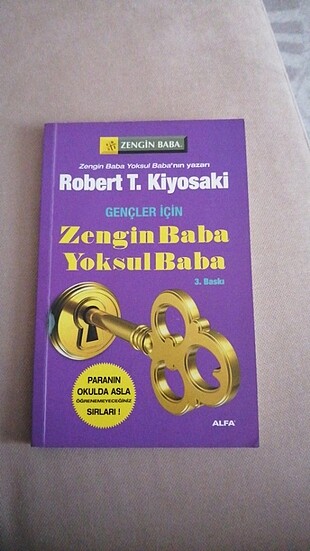 ZENGİN BABA
Zengin Baba Yoksul Baba'nın yazarı
Robert T. Kiyosaki
GENÇLER İÇİN
Zengin Baba
Yoksul Baba
3. Baskı
PARANIN
OKULDA ASLA
ÖĞRENEMEYECEĞİNİZ
SIRLARI !
ALFA